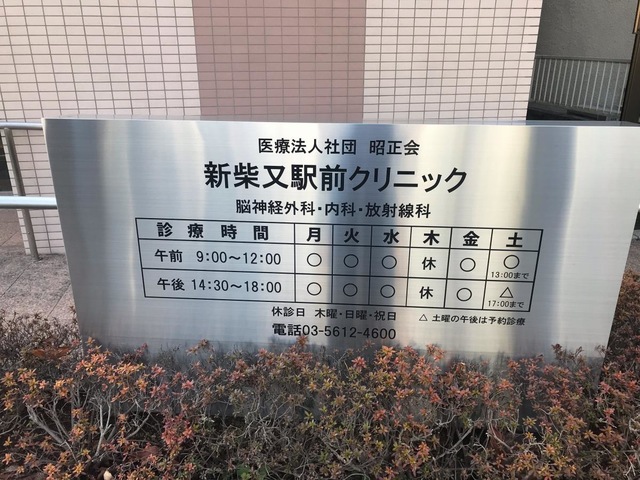 医療法人社団 昭正会
新柴又駅前クリニック
脳神経外科・内科・放射線科
診療時間 月 火 水 木 金 土
午前 9:00〜12:00 ○ ○ ○ 休 ○ ○ 13:00まで
午後 14:30〜18:00 ○ ○ ○ 休 ○ △ 17:00まで
休診日 木曜・日曜・祝日 △ 土曜の午後は予約診療
電話03-5612-4600